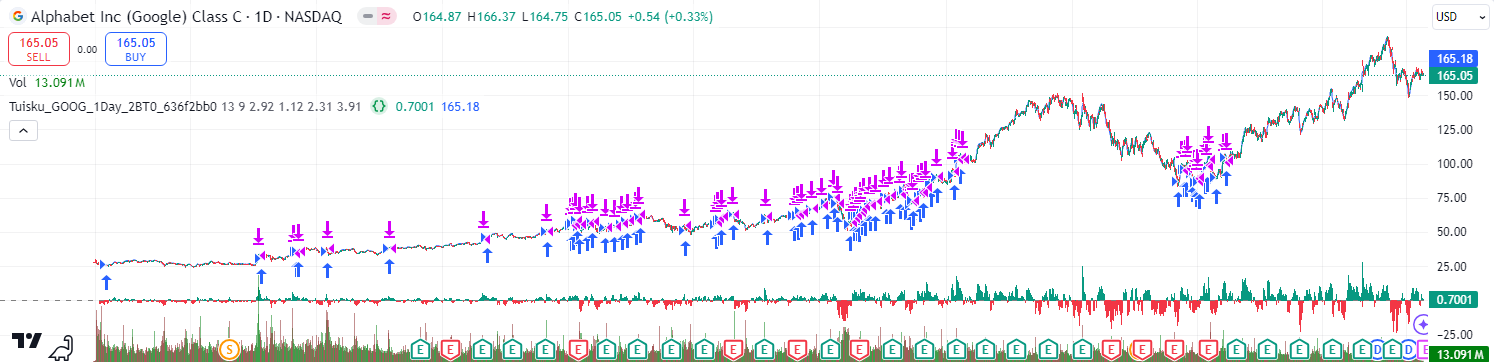 G Alphabet Inc (Google) Class C · 1D · NASDAQ O164.87 H166.37 L164.75 C165.05 +0.54 (+0.33%)
USD
165.05 SELL
0.00
165.05 BUY
165.18
165.05
Vol 13.091M
150.00
Tuisku_GOOG_1Day_2BT0_636f2bb0 13 9 2.92 1.12 2.31 3.91 {} 0.7001 165.18
125.00
100.00
75.00
50.00
25.00
0.7001
−25.00
S E E E E E E E E E E E E E E E E E E E E E E E E E E E E E E D E D E
13.091M